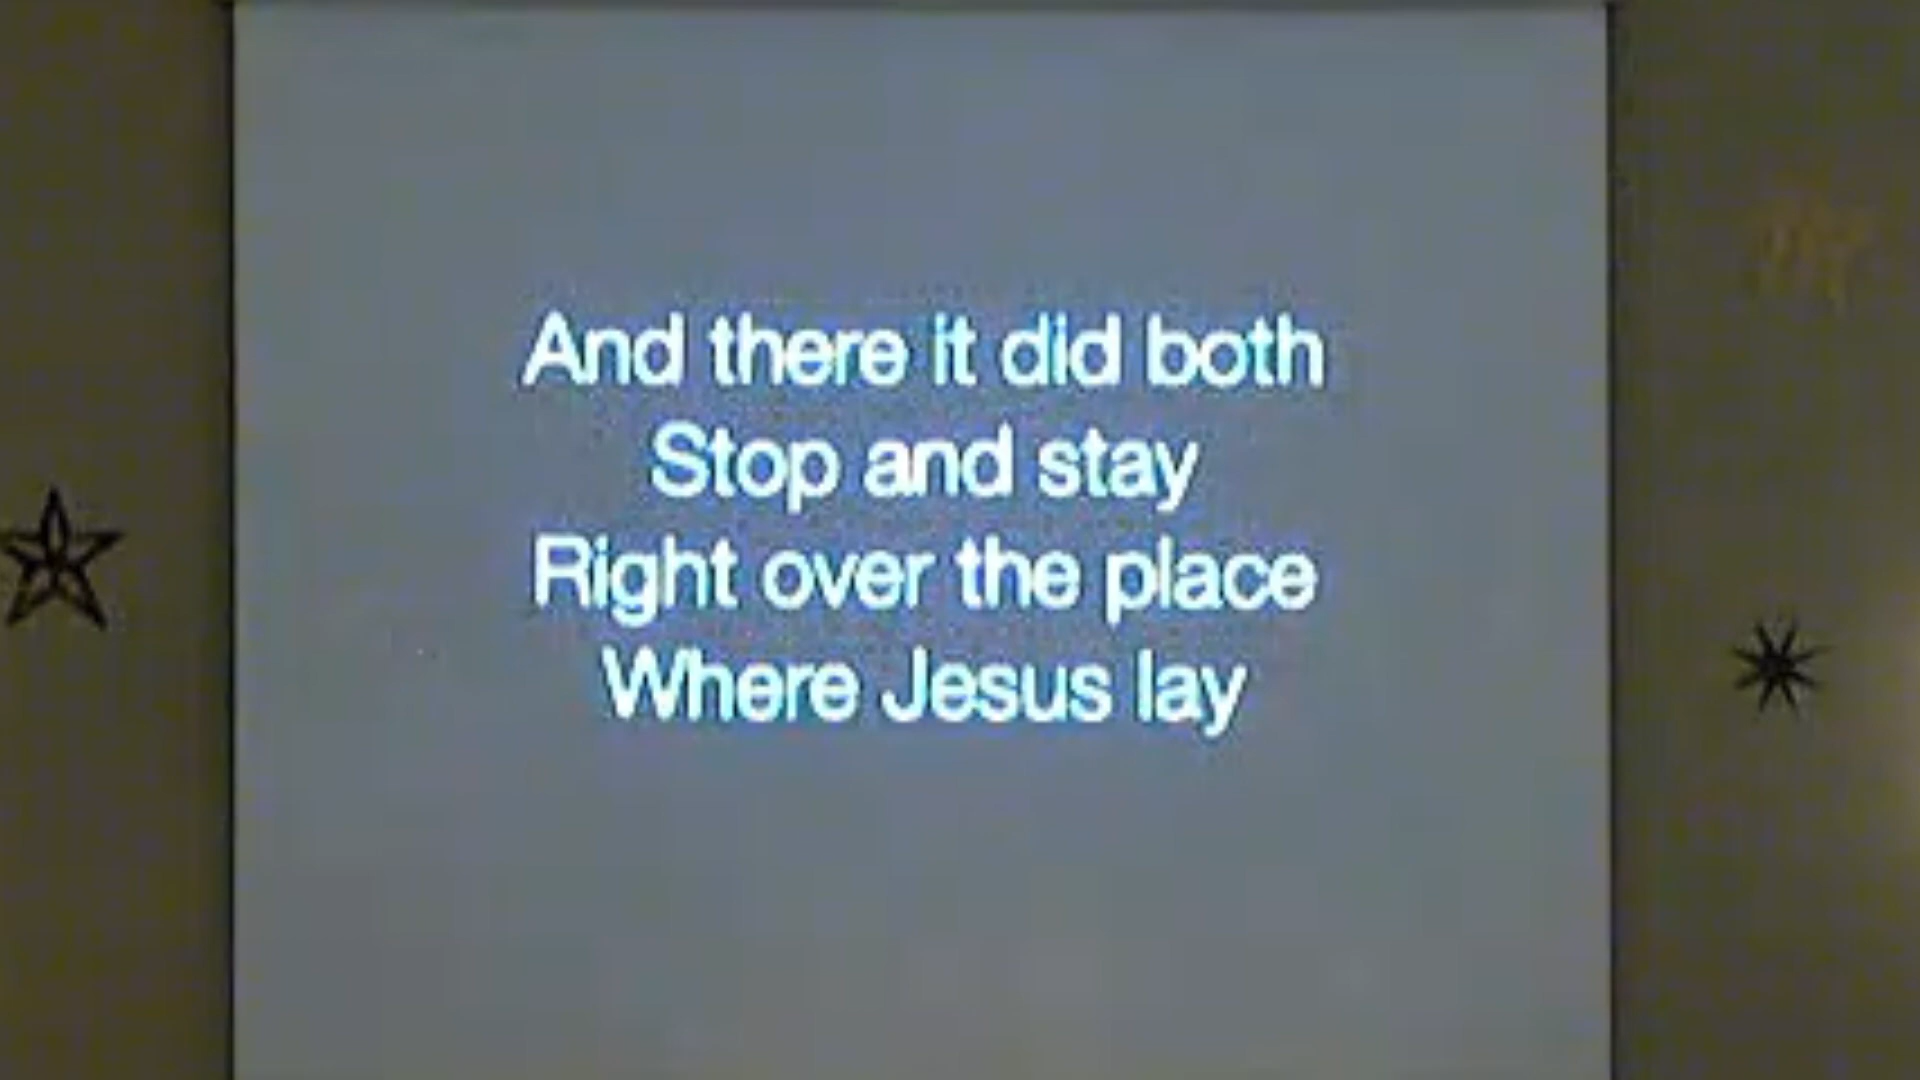 And there it did both
Stop and stay
Right over the place
Where Jesus lay